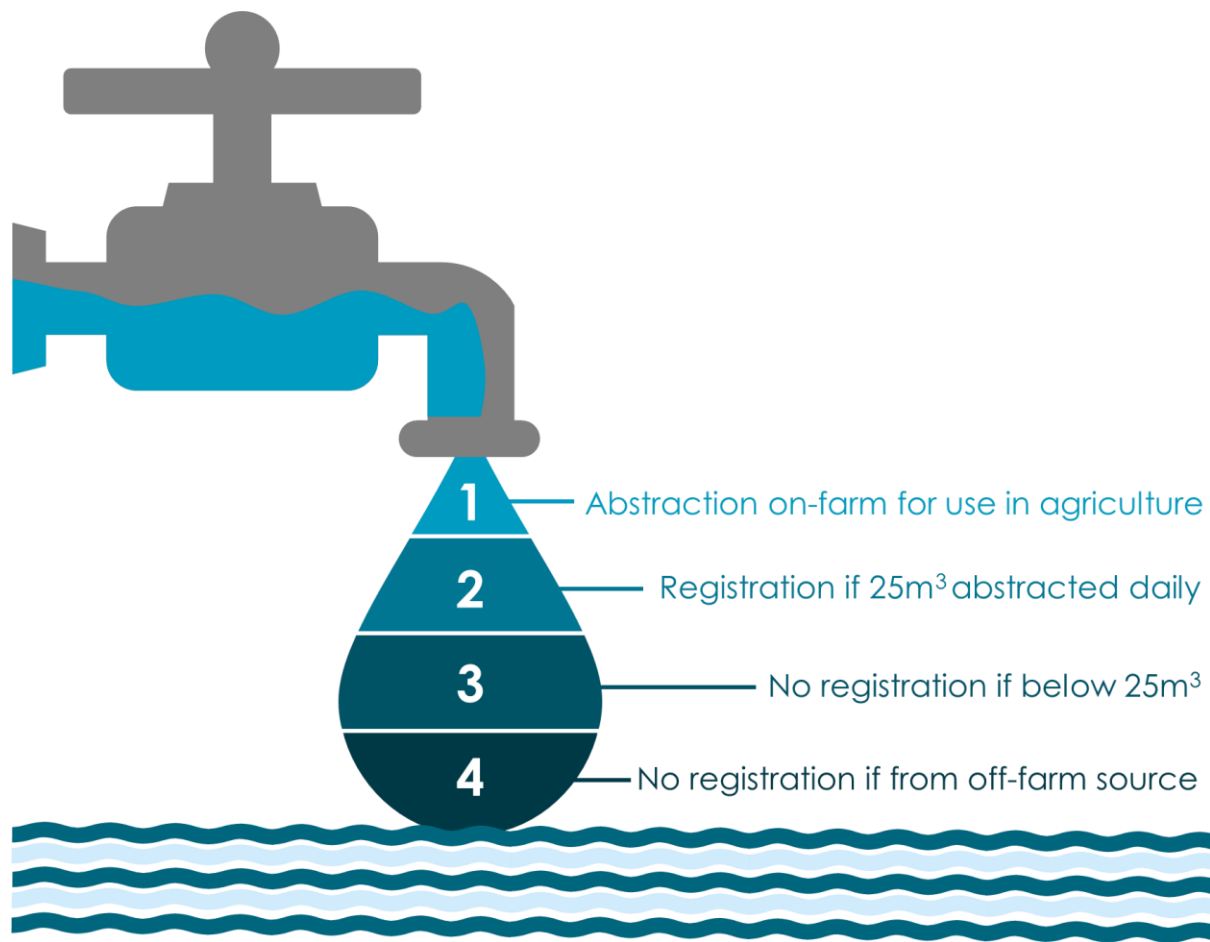 1 Abstraction on-farm for use in agriculture
2 Registration if 25m³ abstracted daily
3 No registration if below 25m³
4 No registration if from off-farm source